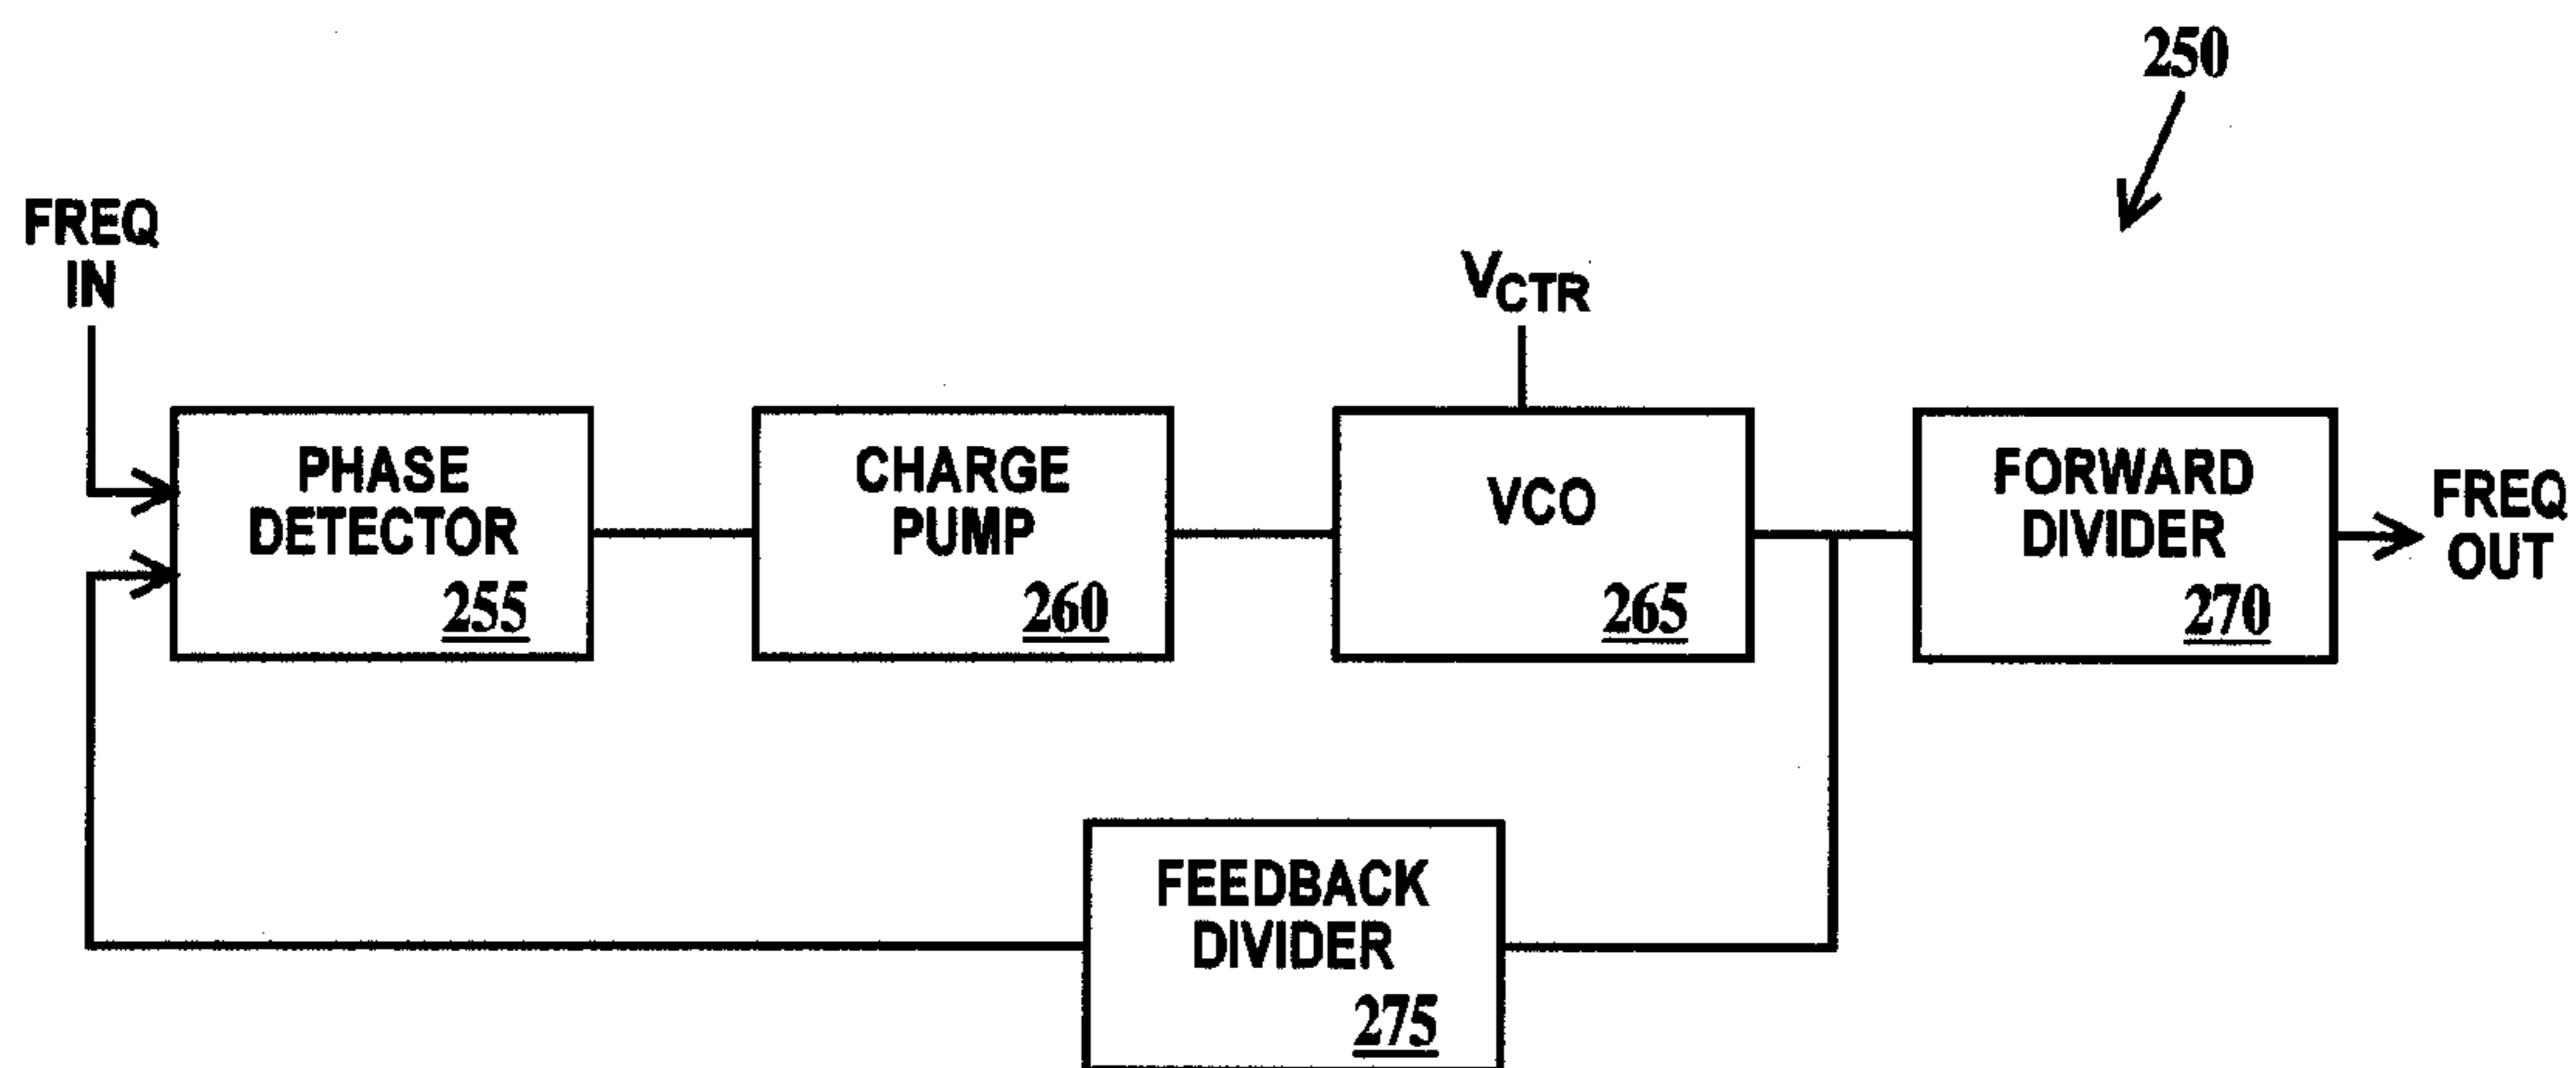 250
FREQ
IN
VCTR
PHASE
DETECTOR
255
CHARGE
PUMP
260
VCO
265
FORWARD
DIVIDER
270
FREQ
OUT
FEEDBACK
DIVIDER
275